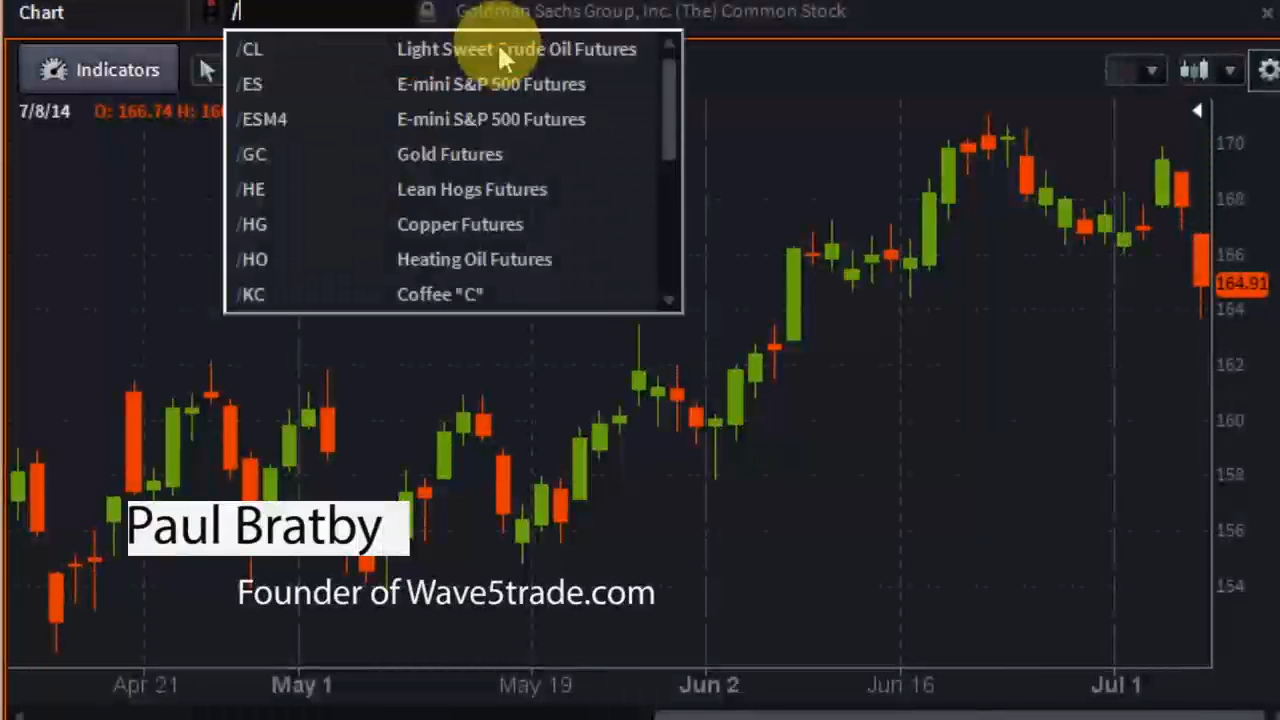 Chart
/
Goldman Sachs Group, Inc. (The) Common Stock
Indicators
7/8/14 O: 166.74 H:
/CL Light Sweet Crude Oil Futures
/ES E-mini S&P 500 Futures
/ESM4 E-mini S&P 500 Futures
/GC Gold Futures
/HE Lean Hogs Futures
/HG Copper Futures
/HO Heating Oil Futures
/KC Coffee "C"
170
168
166
164.91
164
162
160
158
156
154
Paul Bratby
Founder of Wave5trade.com
Apr 21 May 1 May 19 Jun 2 Jun 16 Jul 1